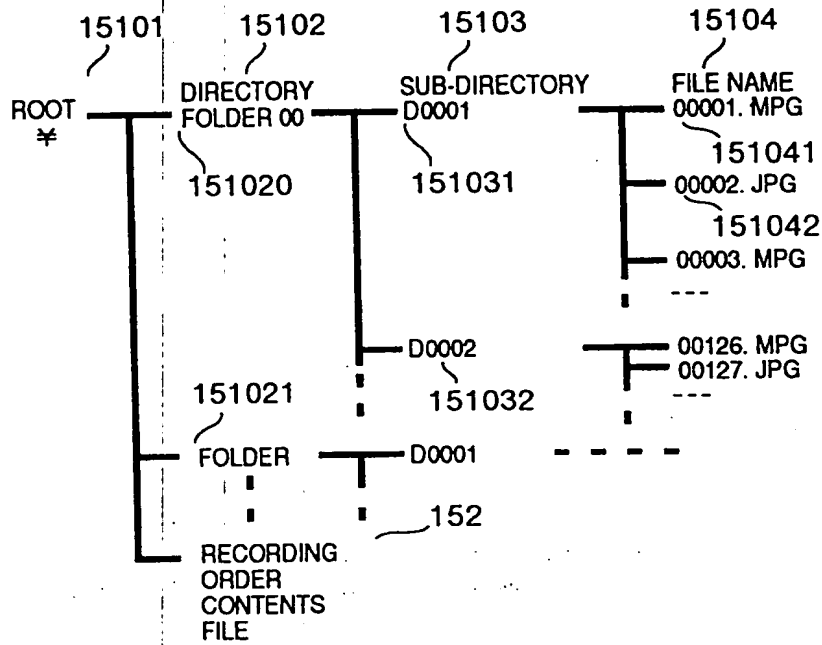 15101
15102
15103
15104
DIRECTORY
SUB-DIRECTORY
FILE NAME
ROOT
¥
FOLDER 00
D0001
00001. MPG
151020
151031
151041
00002. JPG
151042
00003. MPG
D0002
00126. MPG
00127. JPG
151021
151032
FOLDER
D0001
152
RECORDING
ORDER
CONTENTS
FILE